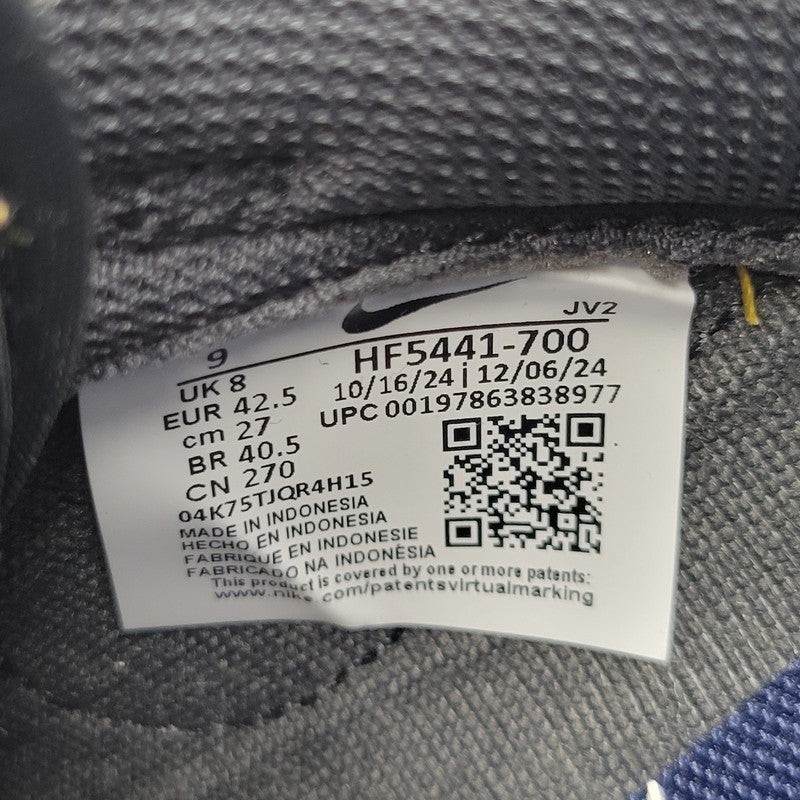 JV2
9
HF5441-700
UK 8
10/16/24 | 12/06/24
EUR 42.5
UPC 00197863838977
cm 27
BR 40.5
CN 270
04K75TJQR4H15
MADE IN INDONESIA
HECHO EN INDONESIA
FABRIQUE EN INDONESIE
FABRICADO NA INDONÉSIA
This product is covered by one or more patents:
www.nike.com/patentsvirtualmarking